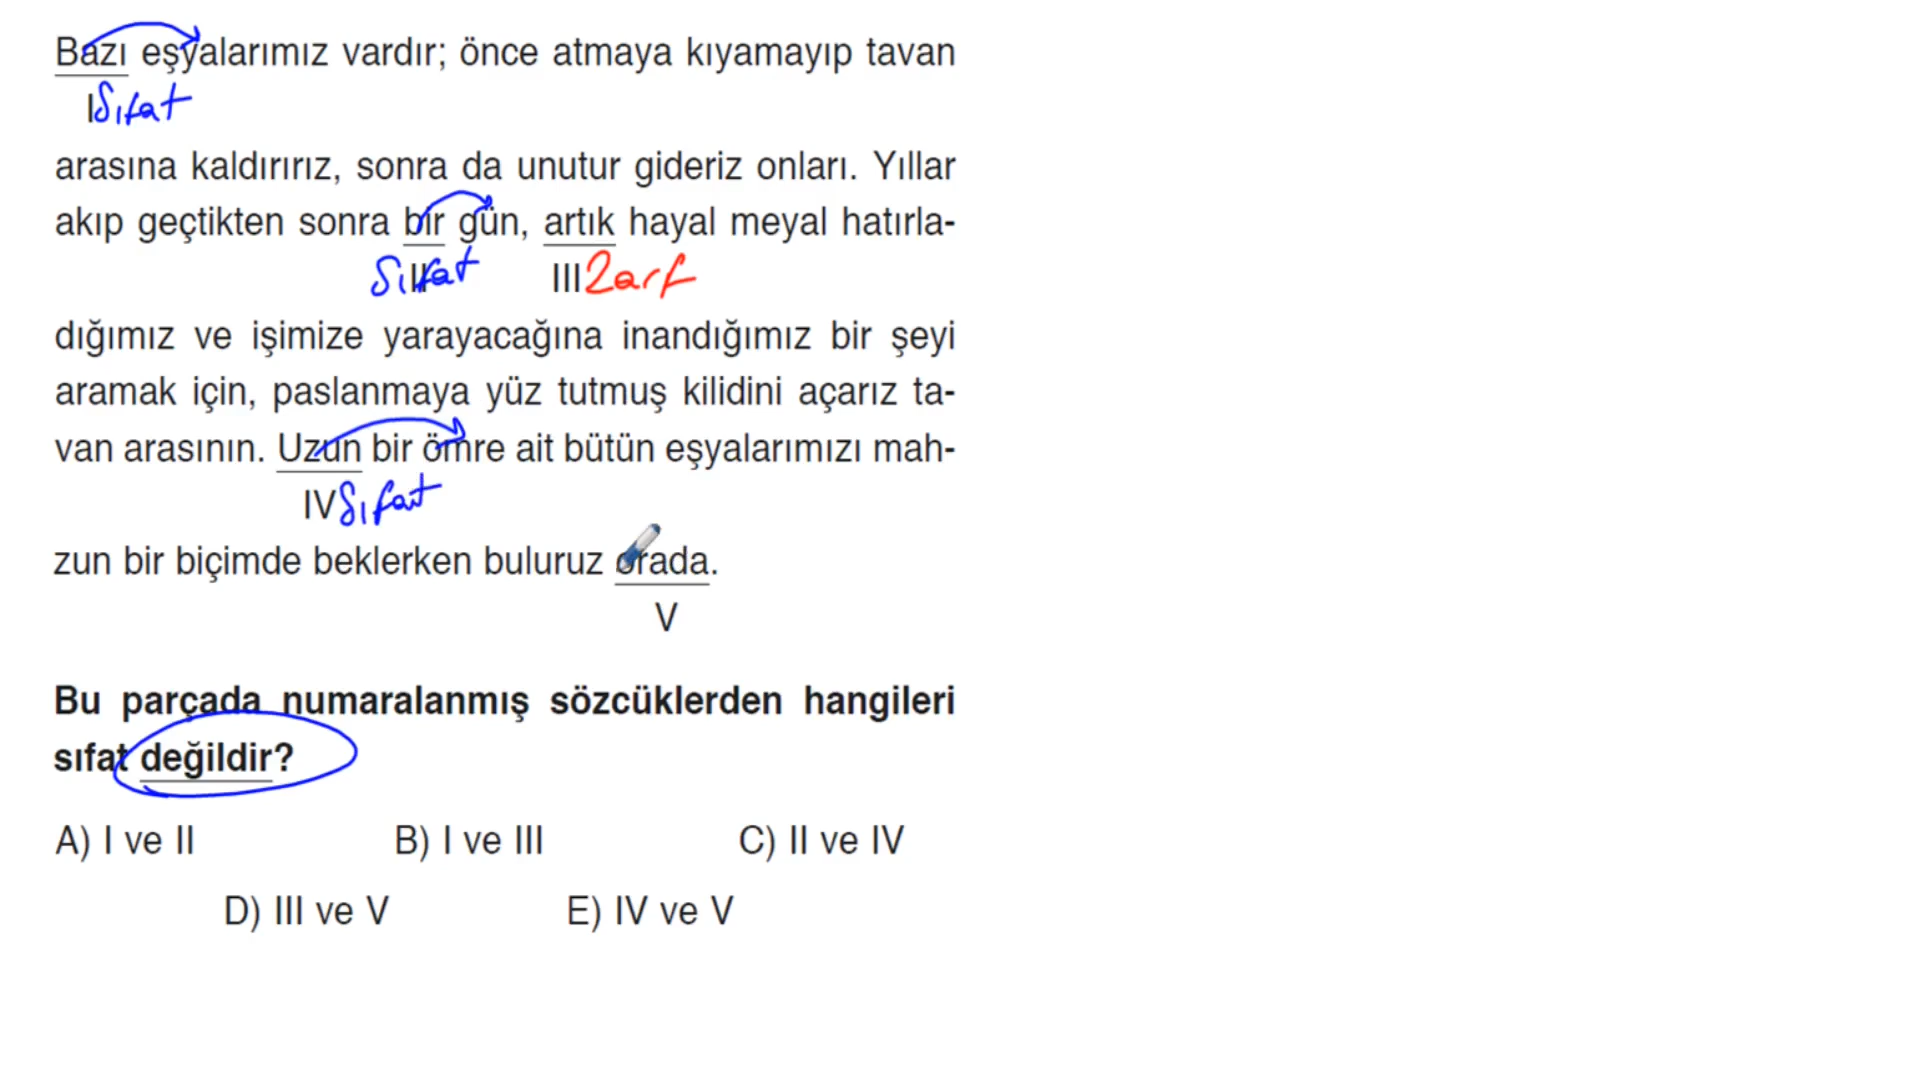 Bazı eşyalarımız vardır; önce atmaya kıyamayıp tavan
I Sıfat
arasına kaldırırız, sonra da unutur gideriz onları. Yıllar
akıp geçtikten sonra bir gün, artık hayal meyal hatırla-
Sıfat II III Zarf
dığımız ve işimize yarayacağına inandığımız bir şeyi
aramak için, paslanmaya yüz tutmuş kilidini açarız ta-
van arasının. Uzun bir ömre ait bütün eşyalarımızı mah-
IV Sıfat
zun bir biçimde beklerken buluruz orada.
V
Bu parçada numaralanmış sözcüklerden hangileri
sıfat değildir?
A) I ve II B) I ve III C) II ve IV
D) III ve V E) IV ve V